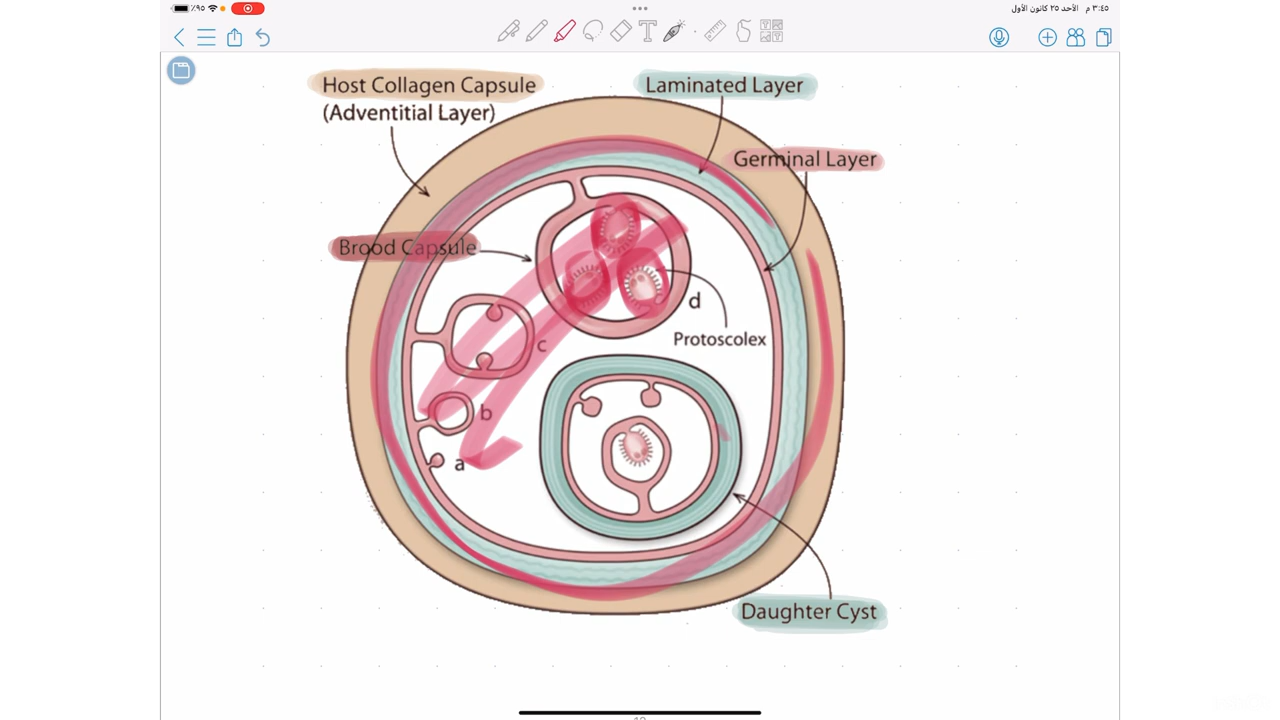 ٪٩٥
٣:٤٥ م الأحد ٢٥ كانون الأول
Host Collagen Capsule
(Adventitial Layer)
Laminated Layer
Germinal Layer
Brood Capsule
d
Protoscolex
c
b
a
Daughter Cyst